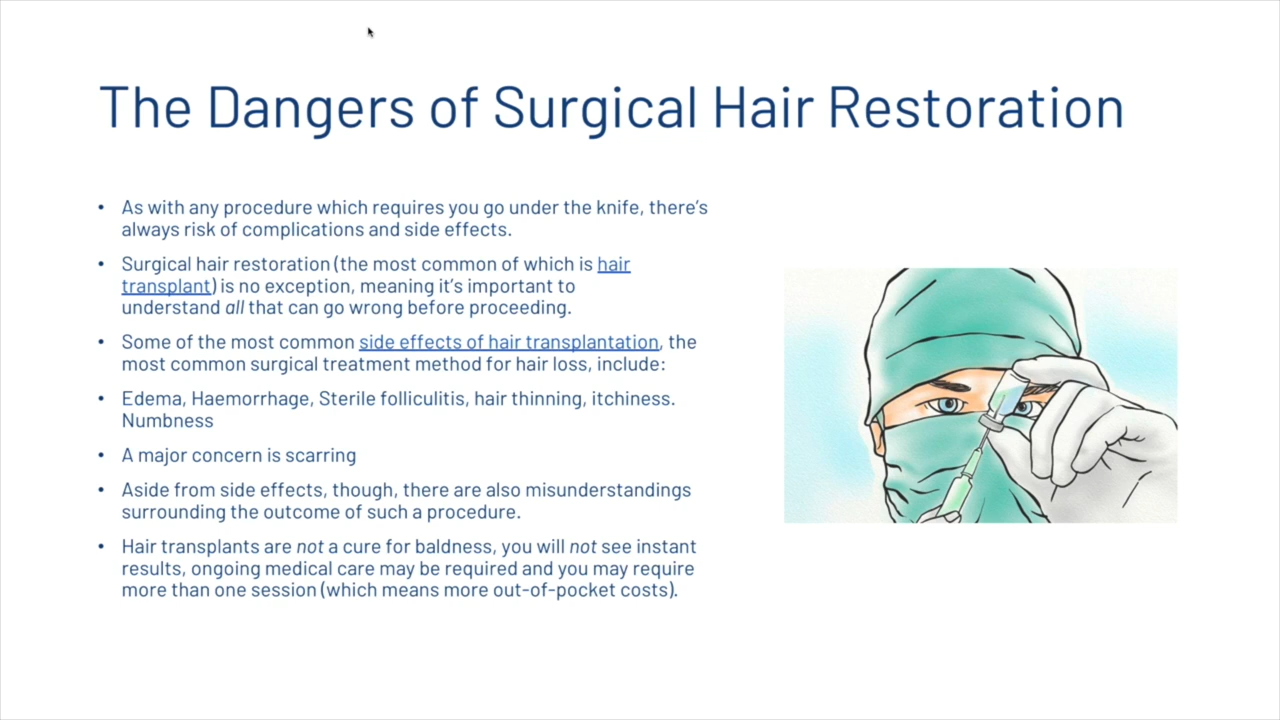 The Dangers of Surgical Hair Restoration
• As with any procedure which requires you go under the knife, there's
always risk of complications and side effects.
• Surgical hair restoration (the most common of which is hair
transplant) is no exception, meaning it's important to
understand all that can go wrong before proceeding.
• Some of the most common side effects of hair transplantation, the
most common surgical treatment method for hair loss, include:
• Edema, Haemorrhage, Sterile folliculitis, hair thinning, itchiness.
Numbness
• A major concern is scarring
• Aside from side effects, though, there are also misunderstandings
surrounding the outcome of such a procedure.
• Hair transplants are not a cure for baldness, you will not see instant
results, ongoing medical care may be required and you may require
more than one session (which means more out-of-pocket costs).